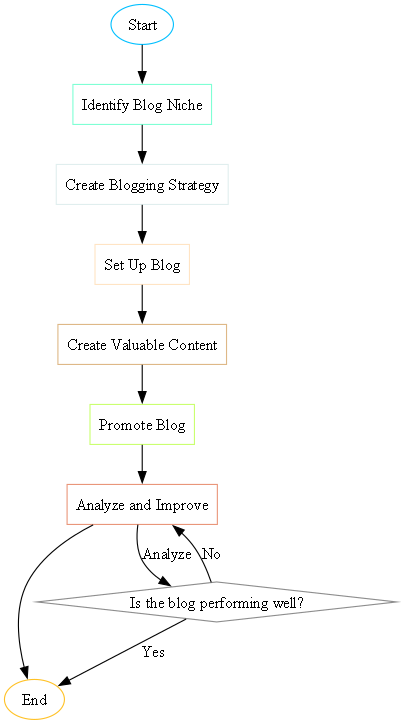 Start
Identify Blog Niche
Create Blogging Strategy
Set Up Blog
Create Valuable Content
Promote Blog
Analyze and Improve
Analyze
No
Is the blog performing well?
Yes
End